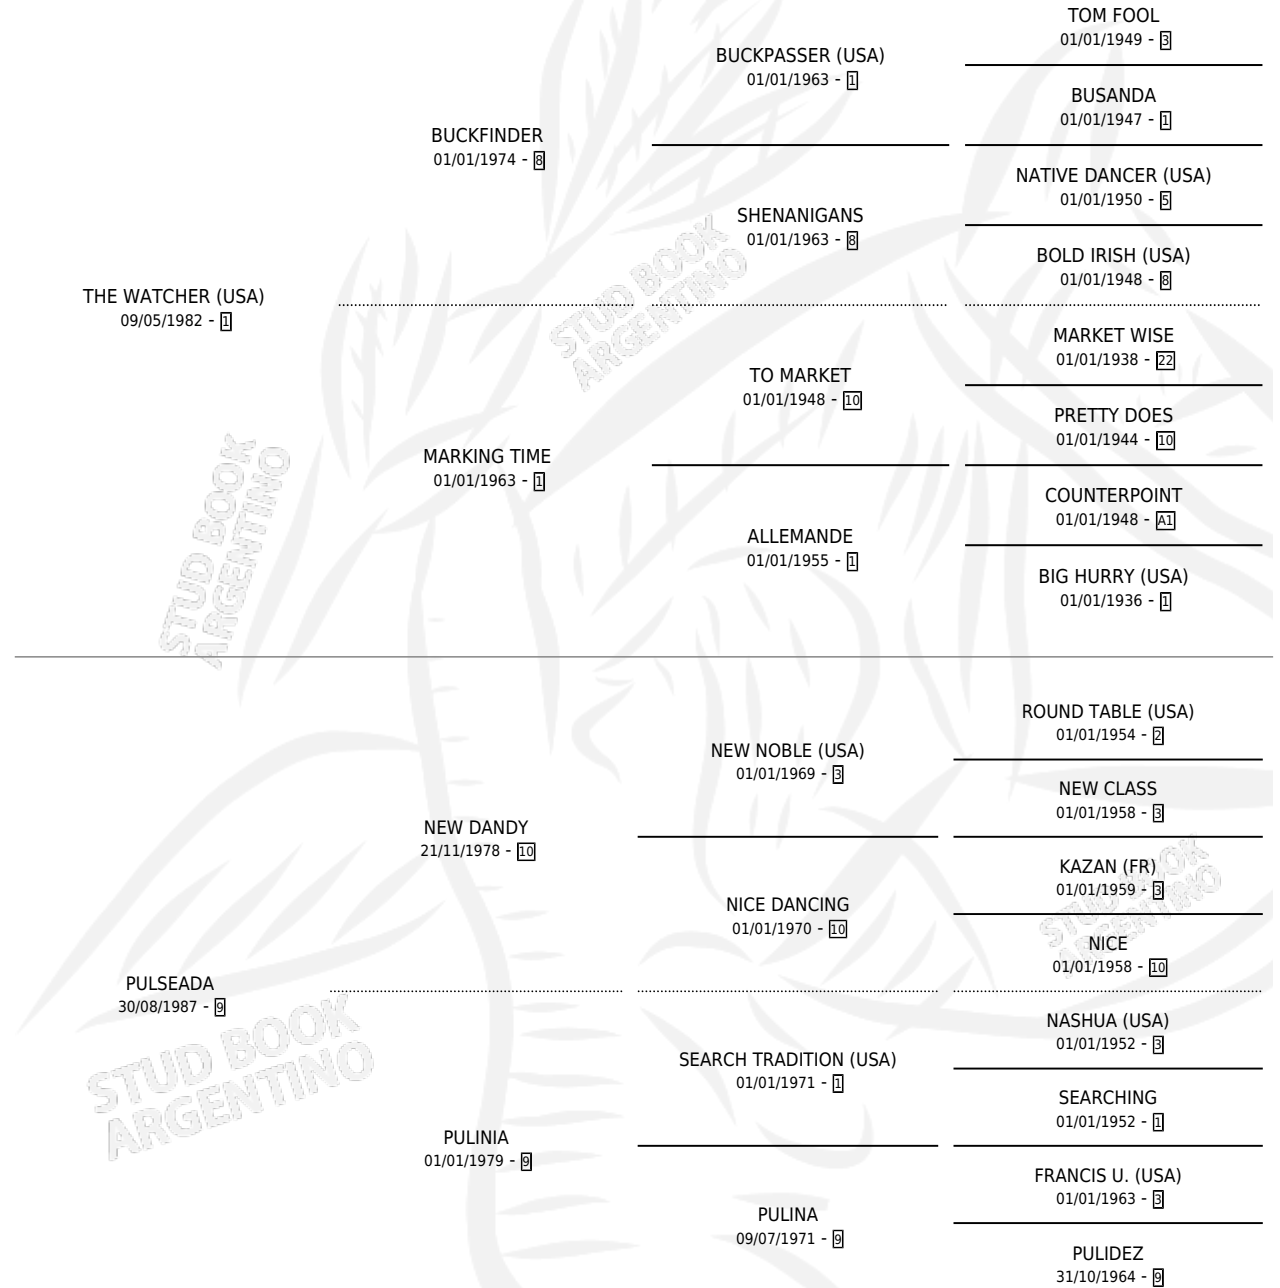 TOM FOOL
01/01/1949 - 3
BUCKPASSER (USA)
01/01/1963 - 1
BUSANDA
01/01/1947 - 1
BUCKFINDER
01/01/1974 - 8
NATIVE DANCER (USA)
01/01/1950 - 5
SHENANIGANS
01/01/1963 - 8
BOLD IRISH (USA)
01/01/1948 - 8
THE WATCHER (USA)
09/05/1982 - 1
MARKET WISE
01/01/1938 - 22
TO MARKET
01/01/1948 - 10
PRETTY DOES
01/01/1944 - 10
MARKING TIME
01/01/1963 - 1
COUNTERPOINT
01/01/1948 - A1
ALLEMANDE
01/01/1955 - 1
BIG HURRY (USA)
01/01/1936 - 1
ROUND TABLE (USA)
01/01/1954 - 2
NEW NOBLE (USA)
01/01/1969 - 3
NEW CLASS
01/01/1958 - 3
NEW DANDY
21/11/1978 - 10
KAZAN (FR)
01/01/1959 - 3
NICE DANCING
01/01/1970 - 10
NICE
01/01/1958 - 10
PULSEADA
30/08/1987 - 9
NASHUA (USA)
01/01/1952 - 3
SEARCH TRADITION (USA)
01/01/1971 - 1
SEARCHING
01/01/1952 - 1
PULINIA
01/01/1979 - 9
FRANCIS U. (USA)
01/01/1963 - 3
PULINA
09/07/1971 - 9
PULIDEZ
31/10/1964 - 9
STUD BOOK
ARGENTINO
STUD BOOK
ARGENTINO
STUD BOOK
ARGENTINO
STUD BOOK
ARGENTINO